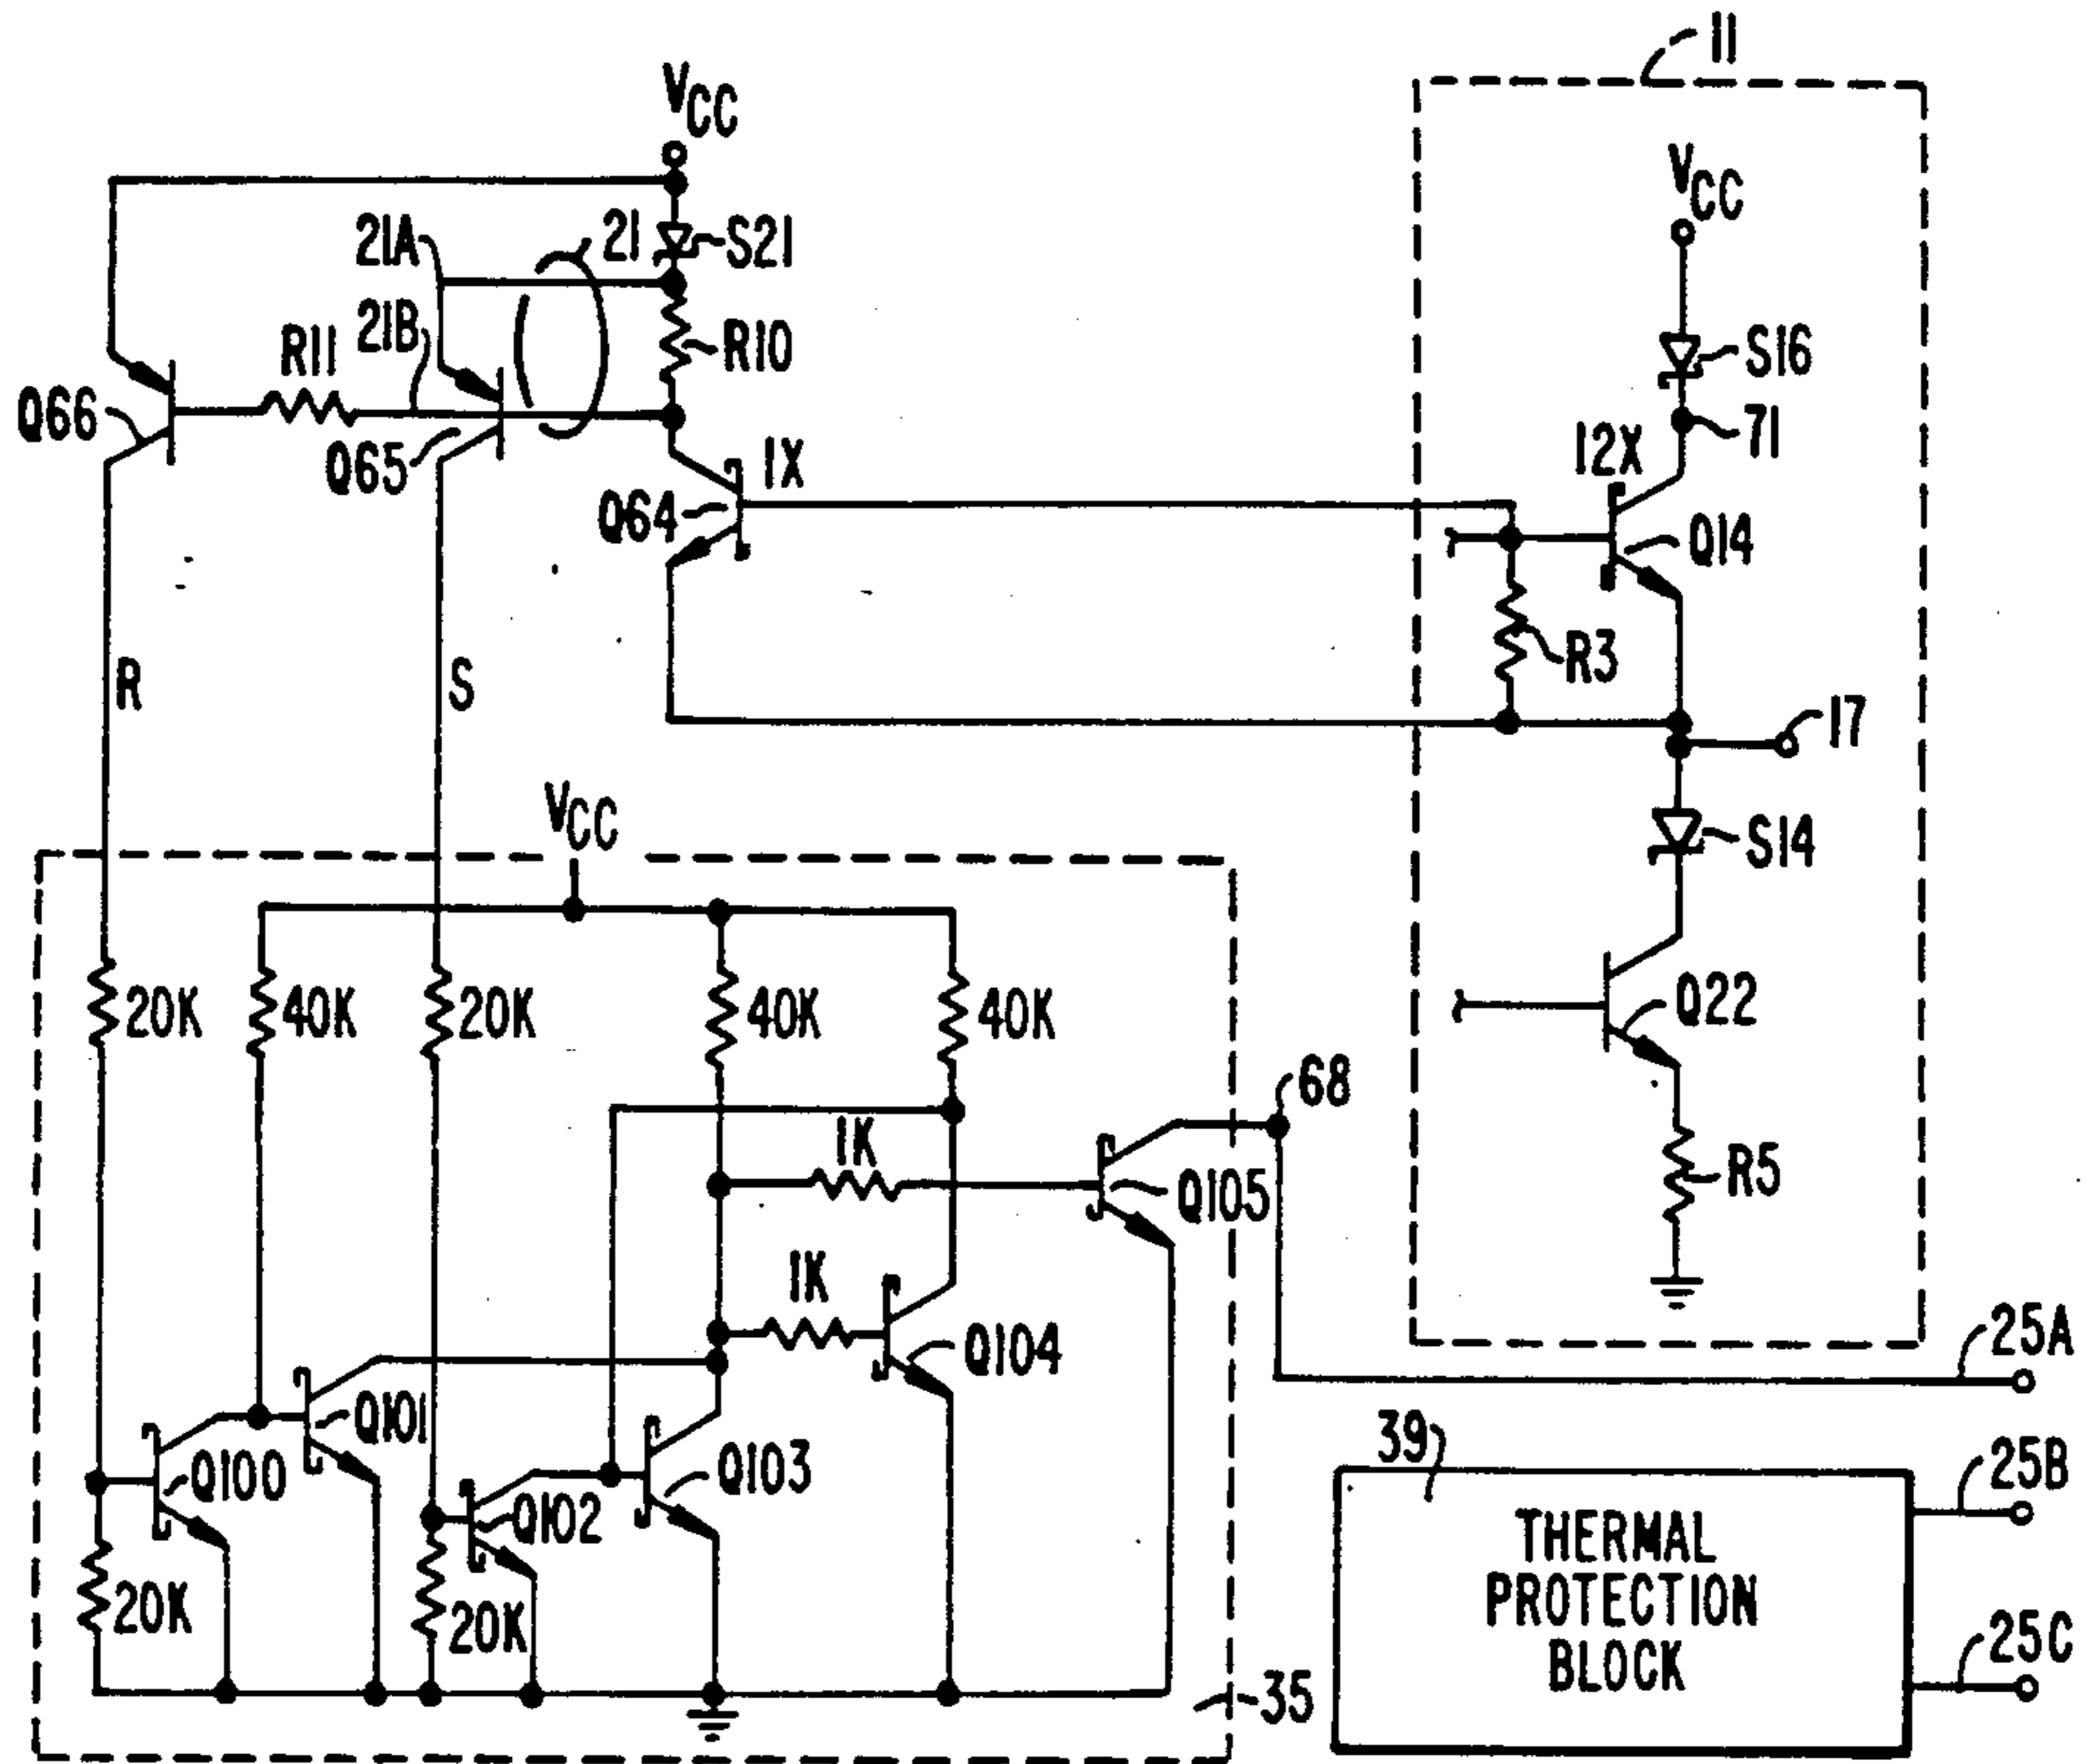 11
VCC
VCC
21A
21
S21
21B
R11
R10
S16
71
Q66
Q65
1X
12X
Q64
Q14
R3
R
S
17
VCC
S14
20K
40K
20K
40K
40K
Q22
68
1K
Q105
R5
1K
Q104
25A
Q101
39
Q100
Q103
25B
Q102
THERMAL
PROTECTION
BLOCK
20K
20K
25C
35